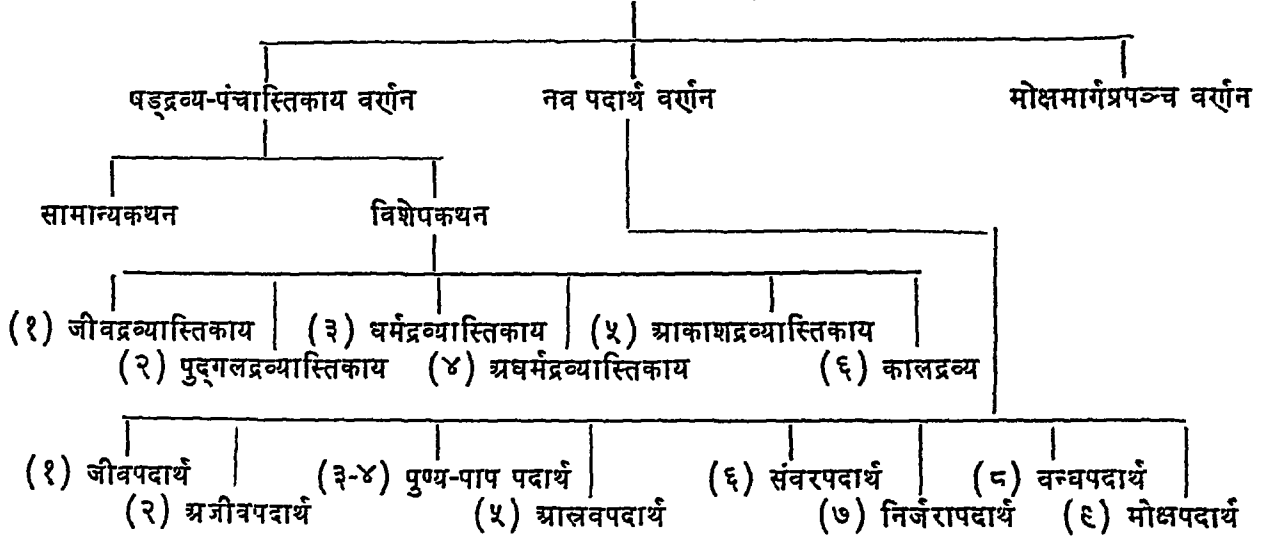 षड्द्रव्य-पंचास्तिकाय वर्णन नव पदार्थ वर्णन मोक्षमार्गप्रपञ्च वर्णन
सामान्यकथन विशेपकथन
(१) जीवद्रव्यास्तिकाय (३) धर्मद्रव्यास्तिकाय (५) आकाशद्रव्यास्तिकाय
(२) पुद्गलद्रव्यास्तिकाय (४) अधर्मद्रव्यास्तिकाय (६) कालद्रव्य
(१) जीवपदार्थ (३-४) पुण्य-पाप पदार्थ (६) संवरपदार्थ (८) वन्धपदार्थ
(२) अजीवपदार्थ (५) आस्रवपदार्थ (७) निर्जरापदार्थ (९) मोक्षपदार्थ